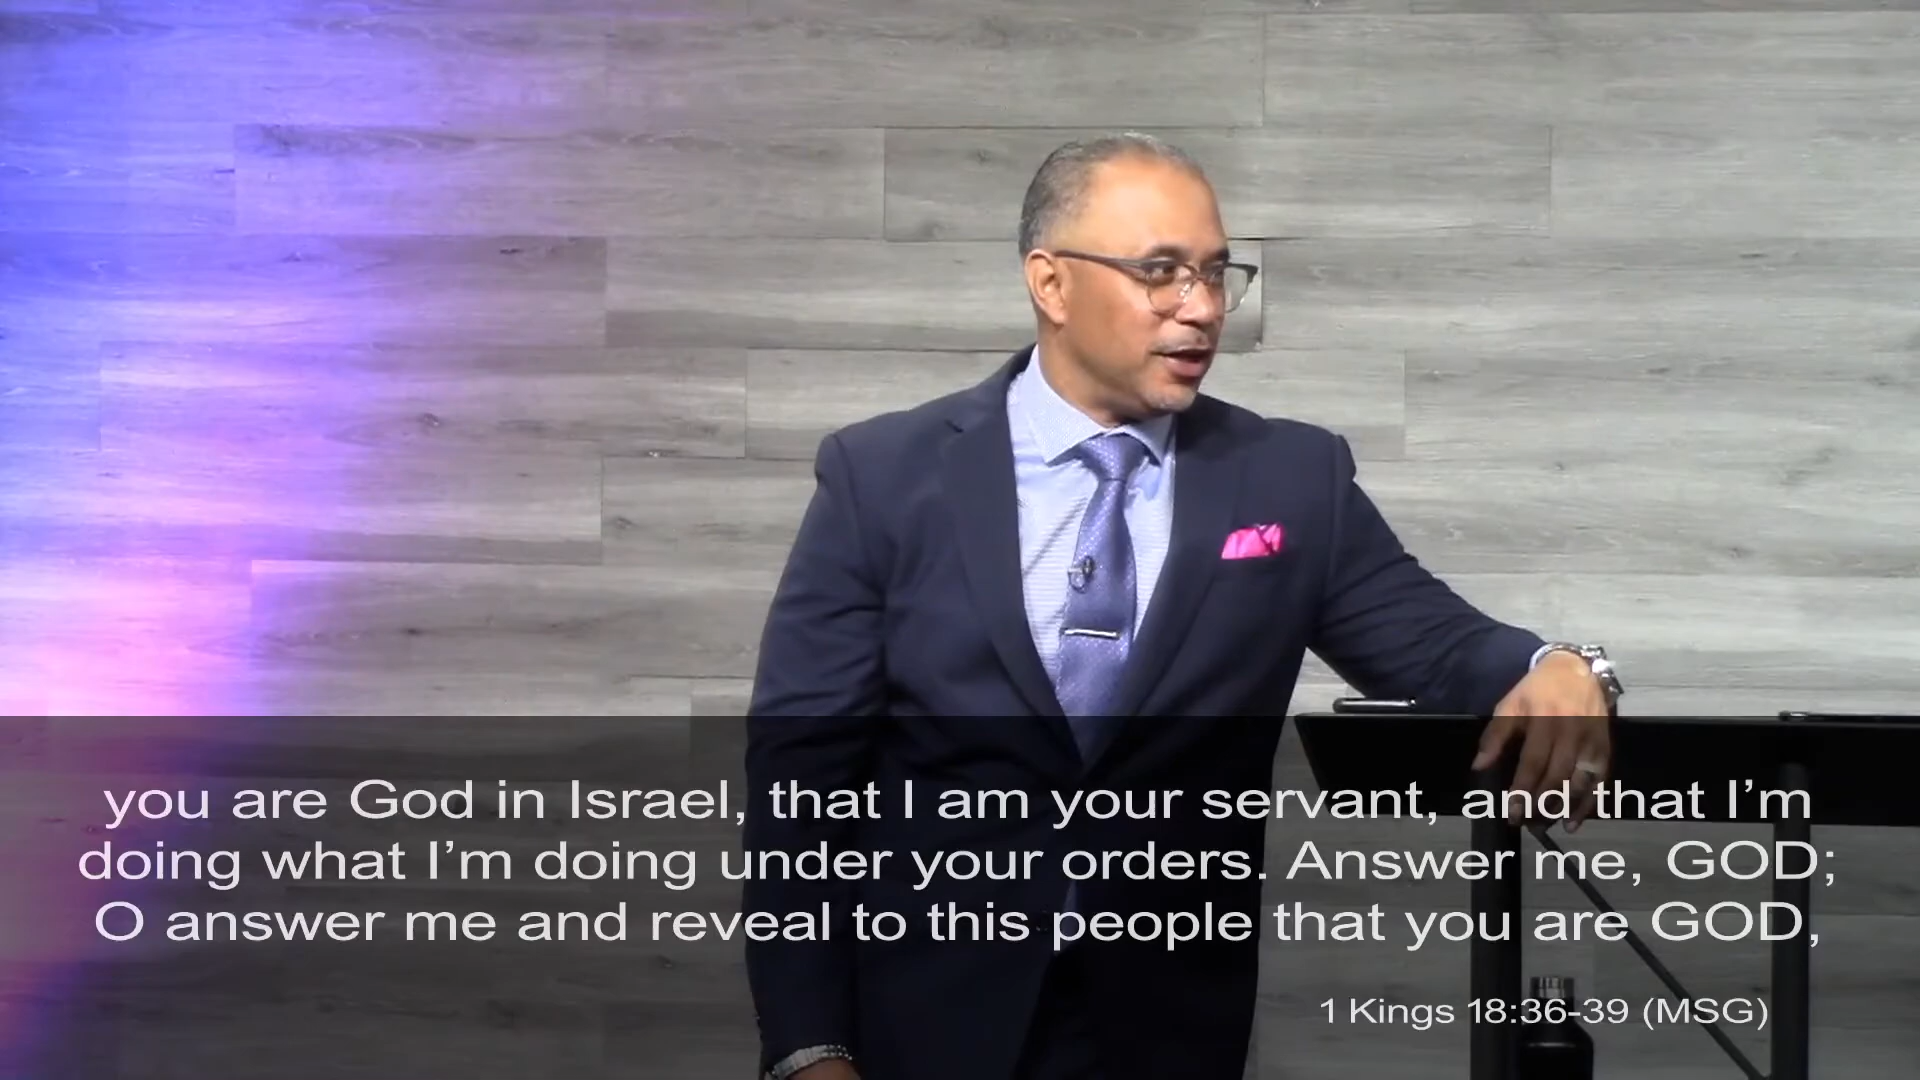 you are God in Israel, that I am your servant, and that I’m
doing what I’m doing under your orders. Answer me, GOD;
O answer me and reveal to this people that you are GOD,
1 Kings 18:36-39 (MSG)